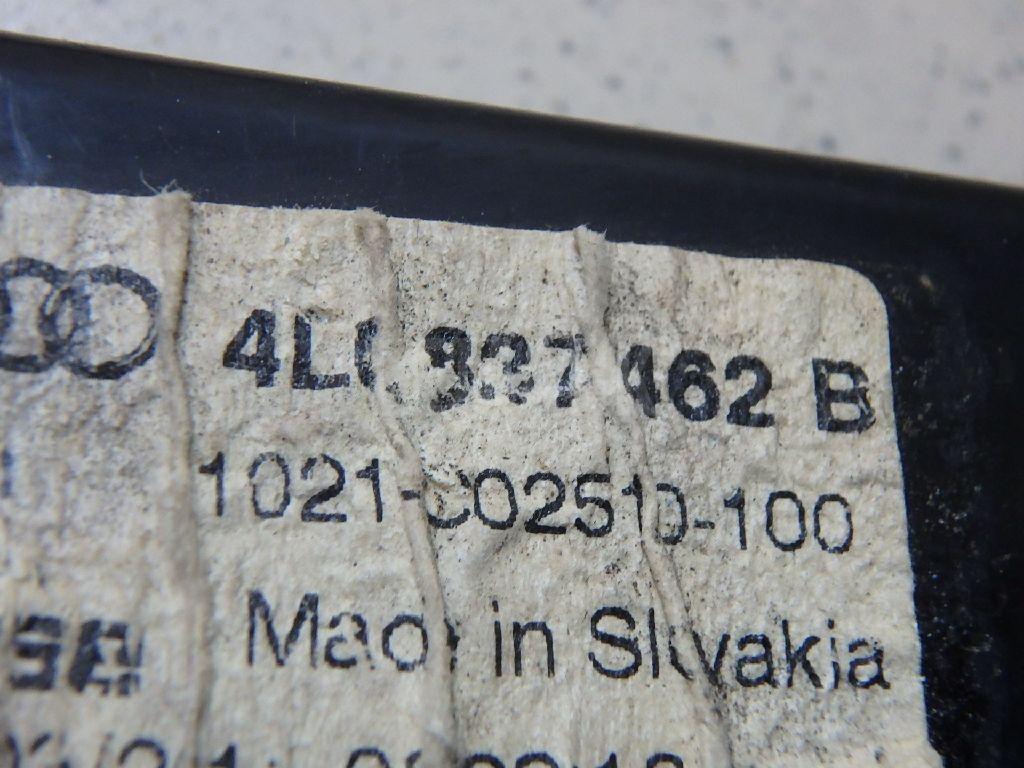 4L0 837 462 B
1021-C02510-100
Made in Slovakia